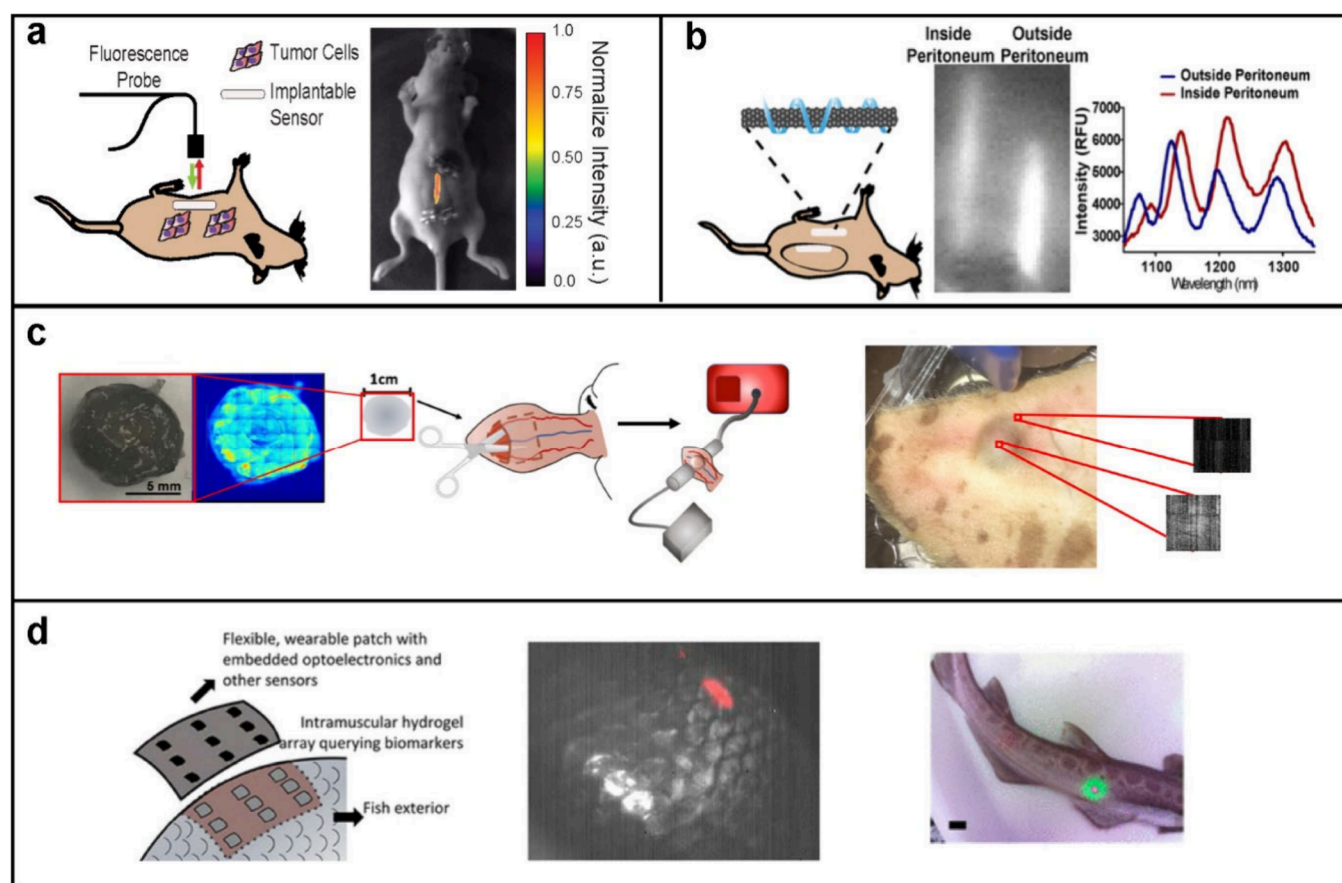 a
Fluorescence
Probe
Tumor Cells
Implantable
Sensor
1.0
0.75
0.50
0.25
0.0
Normalize Intensity (a.u.)
b
Inside
Peritoneum
Outside
Peritoneum
Outside Peritoneum
Inside Peritoneum
Intensity (RFU)
7000
6000
5000
4000
3000
1100
1200
1300
Wavelength (nm)
c
5 mm
1cm
d
Flexible, wearable patch with
embedded optoelectronics and
other sensors
Intramuscular hydrogel
array querying biomarkers
Fish exterior